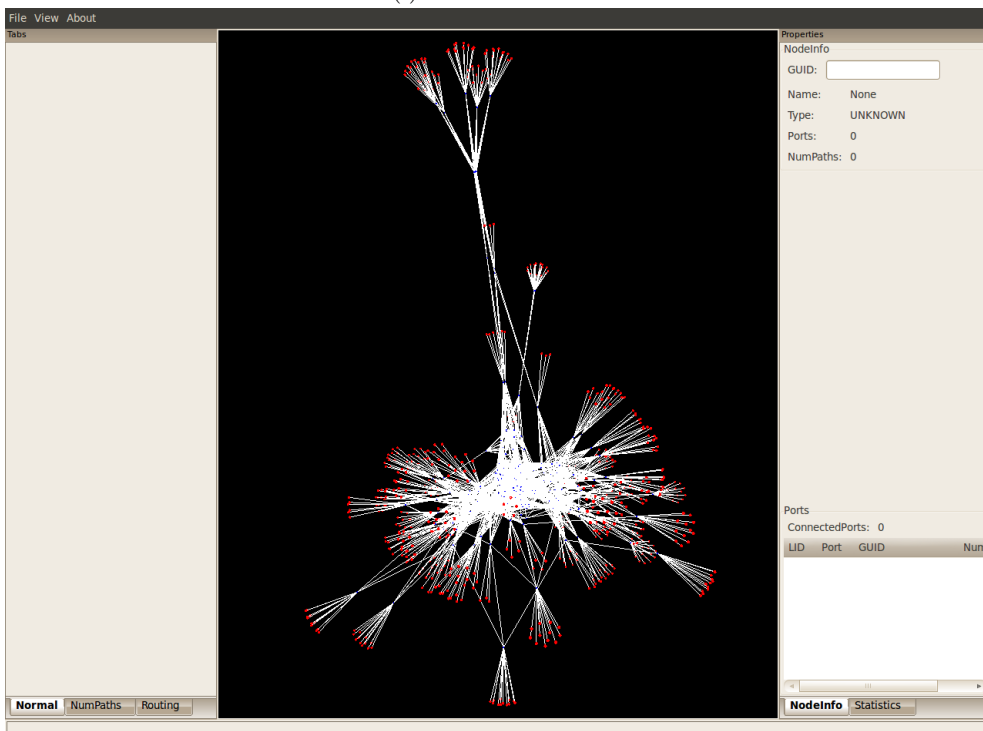 File View About
Tabs
Properties
NodeInfo
GUID:
Name: None
Type: UNKNOWN
Ports: 0
NumPaths: 0
Ports
ConnectedPorts: 0
LID Port GUID Num
Normal NumPaths Routing
NodeInfo Statistics